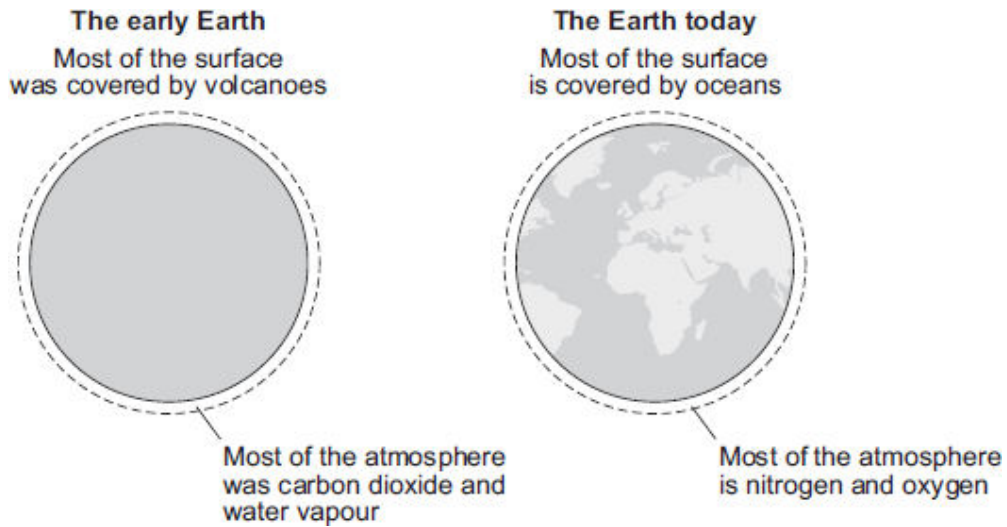 The early Earth
Most of the surface
was covered by volcanoes
Most of the atmosphere
was carbon dioxide and
water vapour
The Earth today
Most of the surface
is covered by oceans
Most of the atmosphere
is nitrogen and oxygen